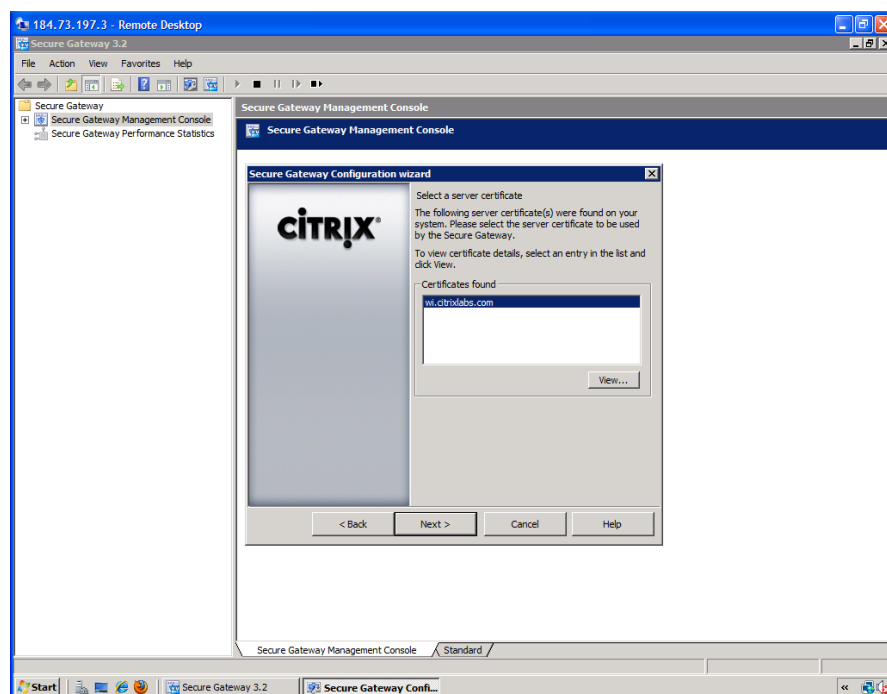 184.73.197.3 - Remote Desktop
Secure Gateway 3.2
File Action View Favorites Help
Secure Gateway
Secure Gateway Management Console
Secure Gateway Performance Statistics
Secure Gateway Management Console
Secure Gateway Management Console
Secure Gateway Configuration wizard
CİTRIX®
Select a server certificate
The following server certificate(s) were found on your
system. Please select the server certificate to be used
by the Secure Gateway.
To view certificate details, select an entry in the list and
click View.
Certificates found
wi.citrixlabs.com
View...
< Back Next > Cancel Help
Secure Gateway Management Console Standard
Start Secure Gateway 3.2 Secure Gateway Confi... «